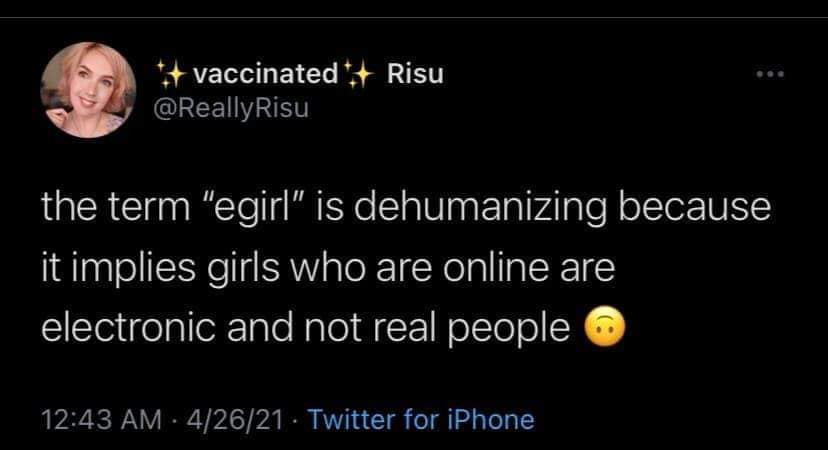 ✨vaccinated✨ Risu
@ReallyRisu
the term “egirl” is dehumanizing because
it implies girls who are online are
electronic and not real people 🙃
12:43 AM · 4/26/21 · Twitter for iPhone